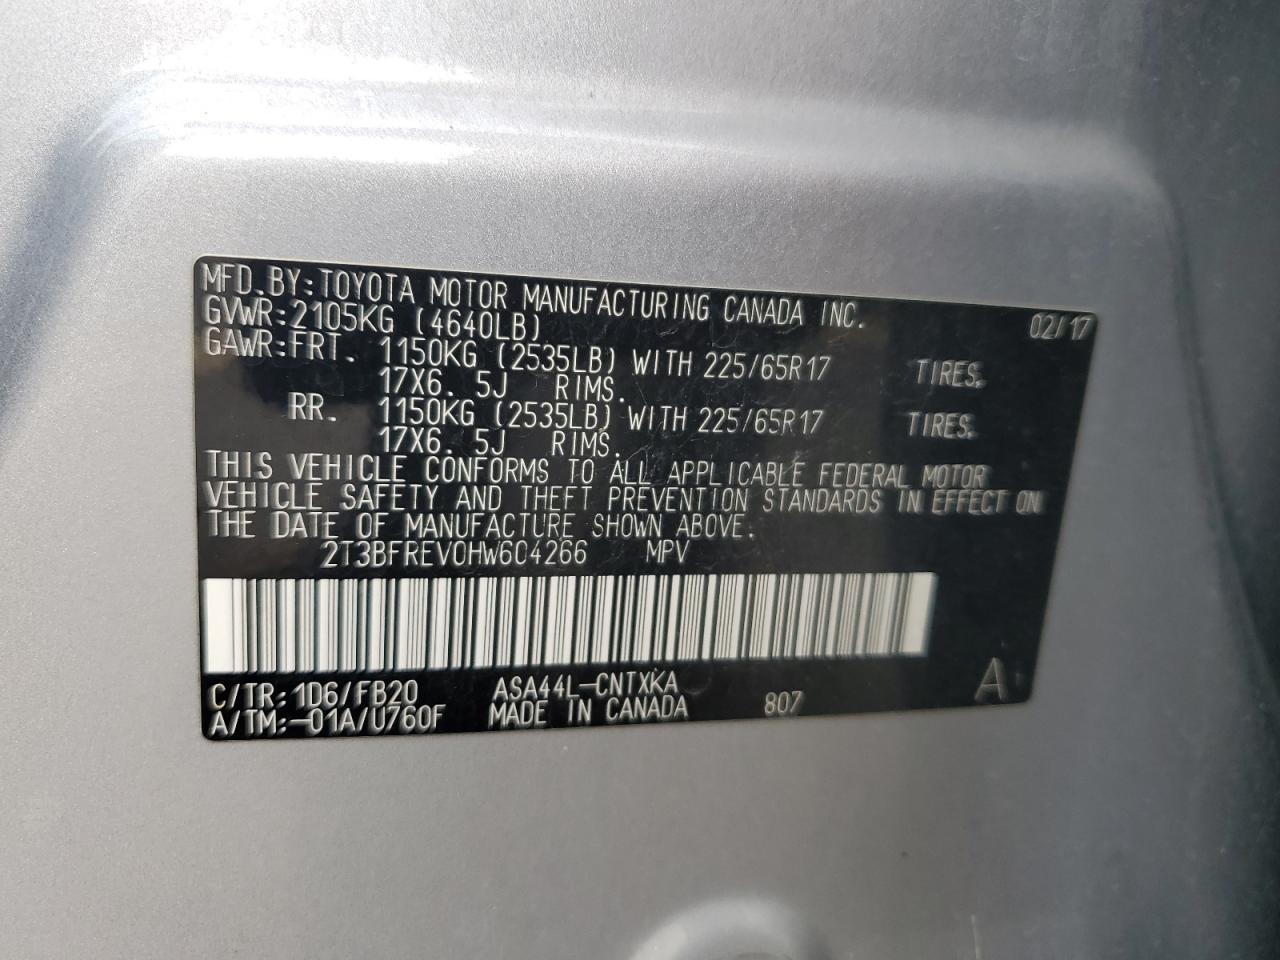 MFD.BY:TOYOTA MOTOR MANUFACTURING CANADA INC. 02/17
GVWR:2105KG (4640LB)
GAWR:FRT. 1150KG (2535LB) WITH 225/65R17 TIRES.
17X6. 5J RIMS.
RR. 1150KG (2535LB) WITH 225/65R17 TIRES.
17X6. 5J RIMS.
THIS VEHICLE CONFORMS TO ALL APPLICABLE FEDERAL MOTOR
VEHICLE SAFETY AND THEFT PREVENTION STANDARDS IN EFFECT ON
THE DATE OF MANUFACTURE SHOWN ABOVE.
2T3BFREV0HW604266 MPV
C/TR:1D6/FB20 ASA44L-CNTXKA A
A/TM:-01A/U760F MADE IN CANADA 807